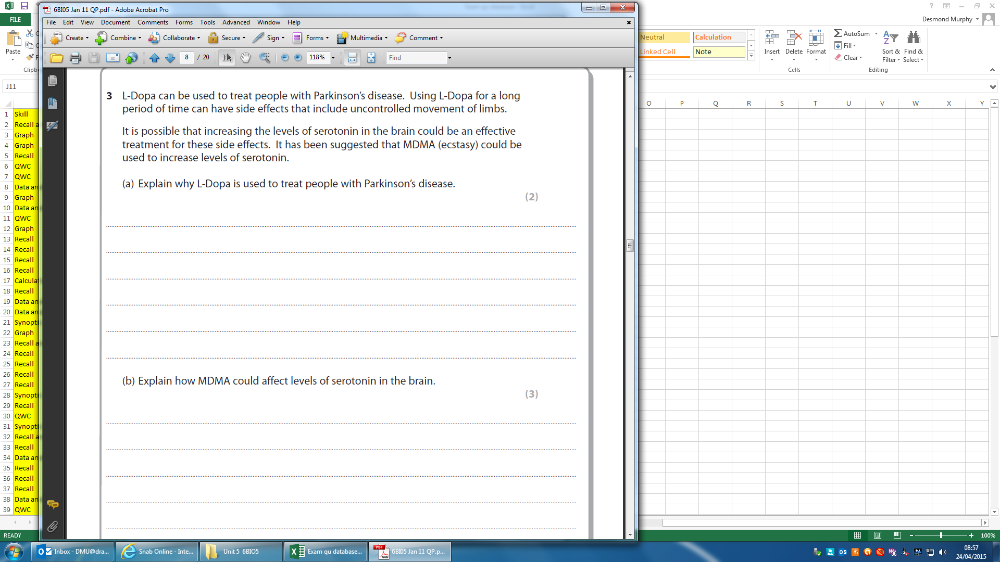 6BI05 Jan 11 QP.pdf - Adobe Acrobat Pro
File Edit View Document Comments Forms Tools Advanced Window Help
Create Combine Collaborate Secure Sign Forms Multimedia Comment
8 / 20 118% Find
3 L-Dopa can be used to treat people with Parkinson's disease. Using L-Dopa for a long
period of time can have side effects that include uncontrolled movement of limbs.
It is possible that increasing the levels of serotonin in the brain could be an effective
treatment for these side effects. It has been suggested that MDMA (ecstasy) could be
used to increase levels of serotonin.
(a) Explain why L-Dopa is used to treat people with Parkinson's disease.
(2)
(b) Explain how MDMA could affect levels of serotonin in the brain.
(3)
FILE
Paste
Clipb
J11
1 Skill
2 Recall a
3 Graph
4 Graph
5 Recall
6 QWC
7 QWC
8 Data an
9 Graph
10 Data an
11 QWC
12 Graph
13 Recall
14 Recall
15 Recall
16 Recall
17 Calculat
18 Recall
19 Data an
20 Data an
21 Synopti
22 Graph
23 Recall a
24 Recall
25 Recall
26 Recall
27 Recall
28 Synopti
29 Recall
30 QWC
31 Synopti
32 Recall a
33 Recall
34 Data an
35 Recall
36 Recall
37 Recall
38 Data an
39 QWC
READY
Desmond Murphy
Neutral Calculation
Linked Cell Note
Insert Delete Format
Cells
AutoSum
Fill
Clear
Sort & Filter
Find & Select
Editing
O P Q R S T U V W X Y
100%
Inbox - DMU@dra...
Snab Online - Inte...
Unit 5 6BIO5
Exam qu database...
6BI05 Jan 11 QP.p...
08:57
24/04/2015